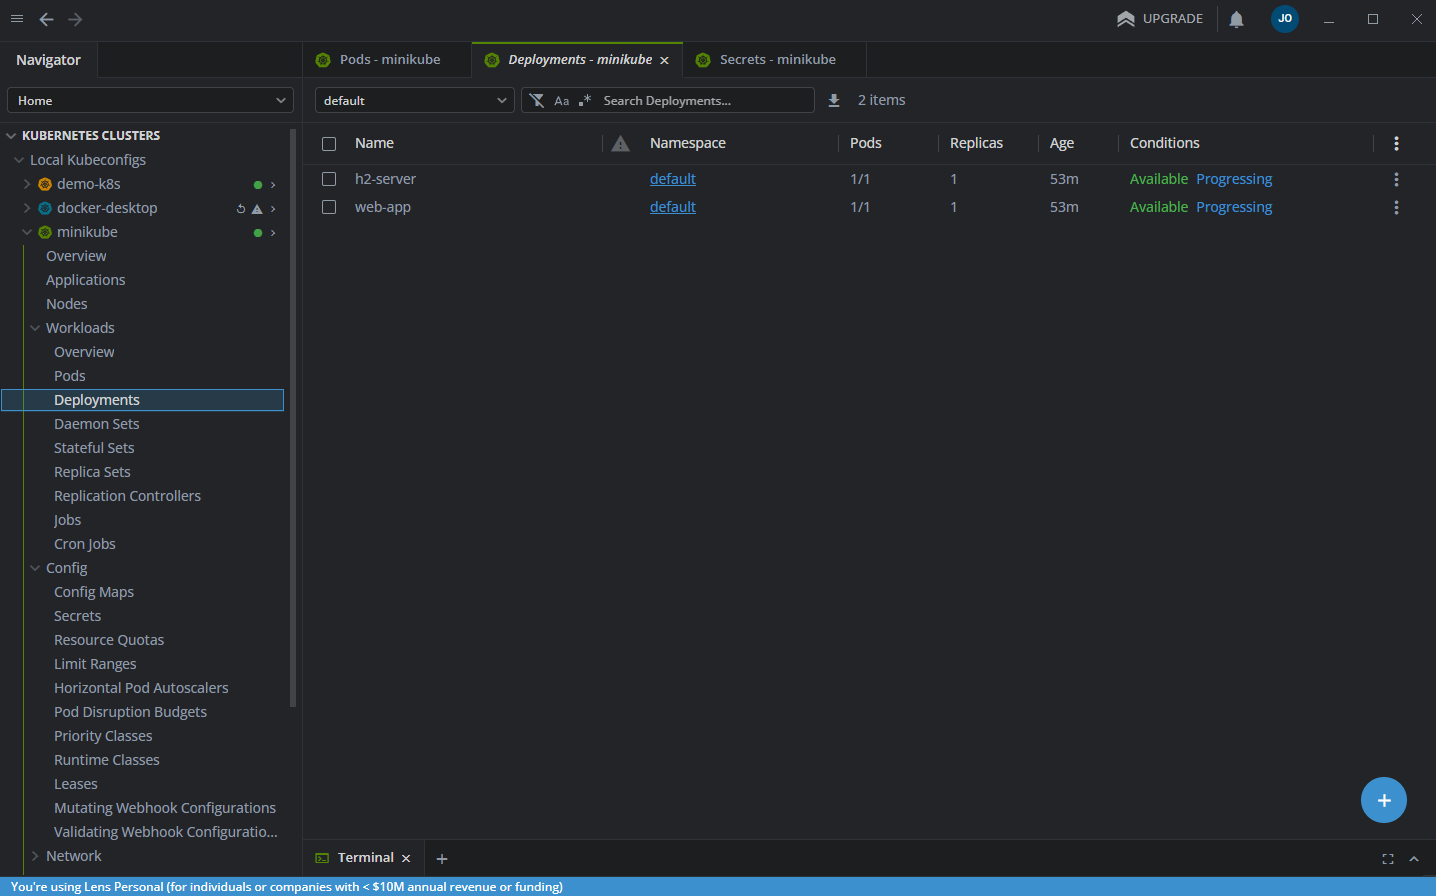 UPGRADE
JO
Navigator
Pods - minikube
Deployments - minikube
Secrets - minikube
Home
default
Aa
Search Deployments...
2 items
KUBERNETES CLUSTERS
Local Kubeconfigs
demo-k8s
docker-desktop
minikube
Overview
Applications
Nodes
Workloads
Overview
Pods
Deployments
Daemon Sets
Stateful Sets
Replica Sets
Replication Controllers
Jobs
Cron Jobs
Config
Config Maps
Secrets
Resource Quotas
Limit Ranges
Horizontal Pod Autoscalers
Pod Disruption Budgets
Priority Classes
Runtime Classes
Leases
Mutating Webhook Configurations
Validating Webhook Configuratio...
Network
Name Namespace Pods Replicas Age Conditions
h2-server default 1/1 1 53m Available Progressing
web-app default 1/1 1 53m Available Progressing
Terminal
You're using Lens Personal (for individuals or companies with < $10M annual revenue or funding)